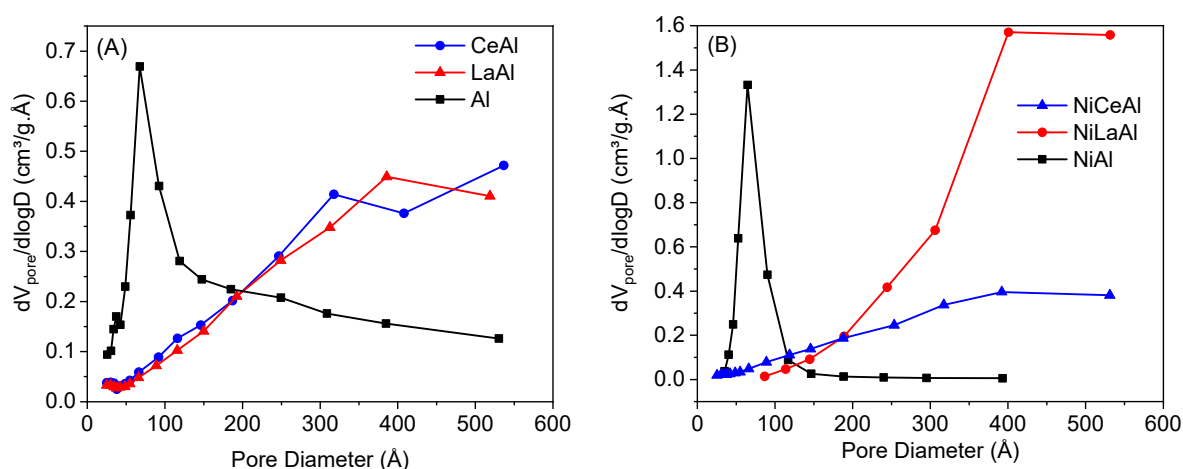 (A)
CeAl
LaAl
Al
0.7
0.6
0.5
0.4
0.3
0.2
0.1
0.0
dVpore/dlogD (cm³/g.Å)
0 100 200 300 400 500 600
Pore Diameter (Å)
(B)
NiCeAl
NiLaAl
NiAl
1.6
1.4
1.2
1.0
0.8
0.6
0.4
0.2
0.0
dVpore/dlogD (cm³/g.Å)
0 100 200 300 400 500 600
Pore Diameter (Å)